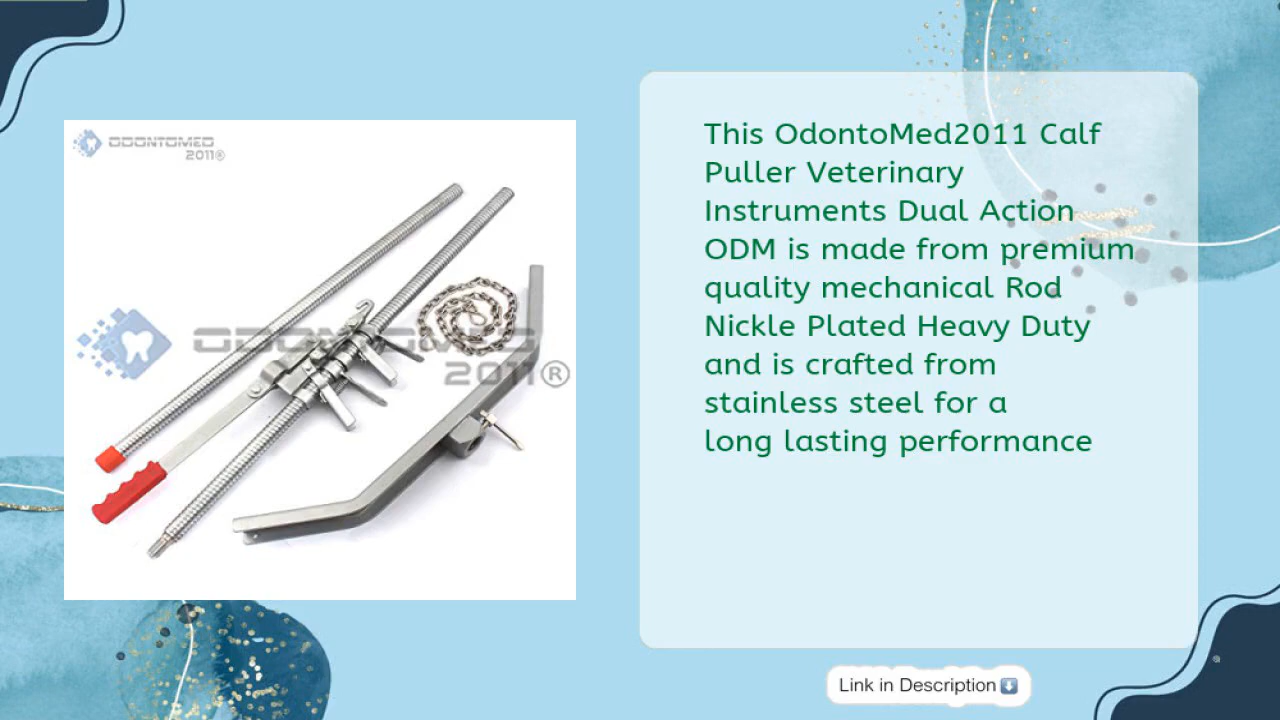 ODONTOMED
2011®
ODONTOMED
2011®
This OdontoMed2011 Calf
Puller Veterinary
Instruments Dual Action
ODM is made from premium
quality mechanical Rod
Nickle Plated Heavy Duty
and is crafted from
stainless steel for a
long lasting performance
Link in Description